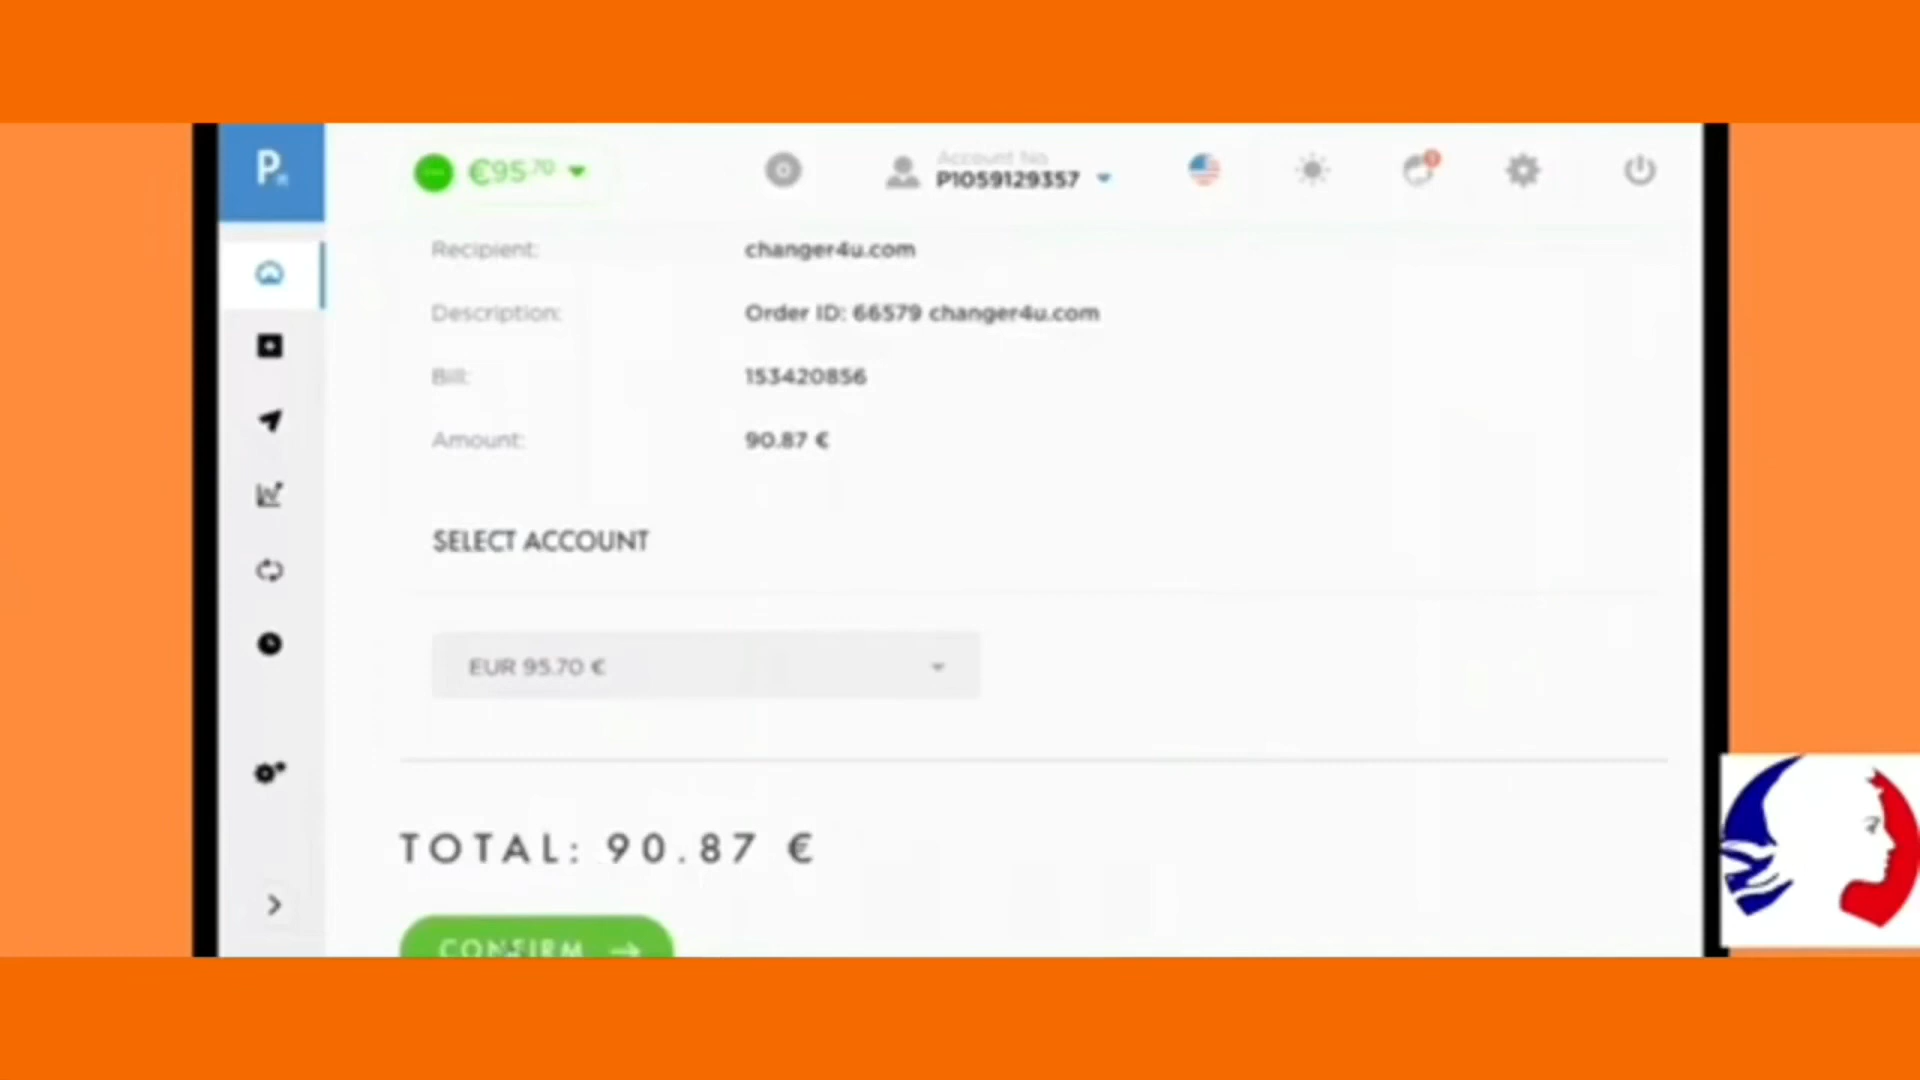 P
€95.70
Account No
P1059129357
Recipient: changer4u.com
Description: Order ID: 66579 changer4u.com
Bill: 153420856
Amount: 90.87 €
SELECT ACCOUNT
EUR 95.70 €
TOTAL: 90.87 €
CONFIRM